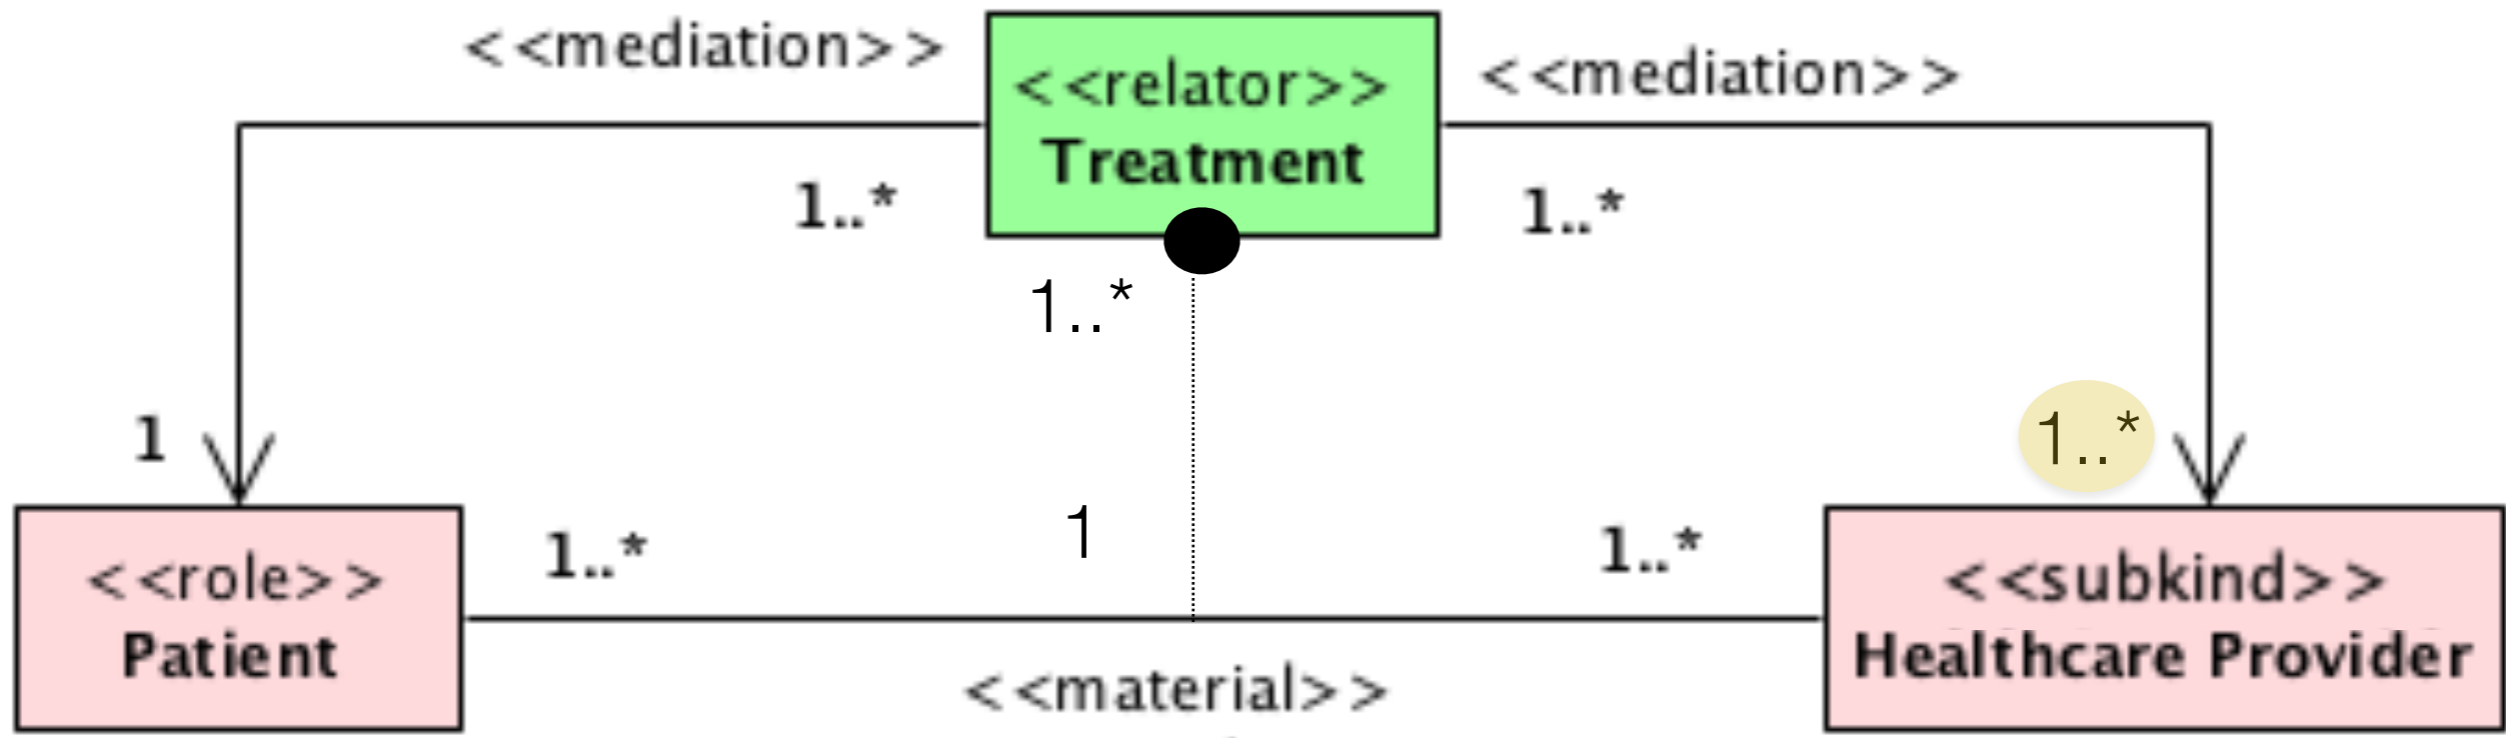 <<mediation>>
<<relator>>
Treatment
<<mediation>>
1..*
1..*
1..*
1
1..*
1..*
1
1..*
<<role>>
Patient
<<subkind>>
Healthcare Provider
<<material>>